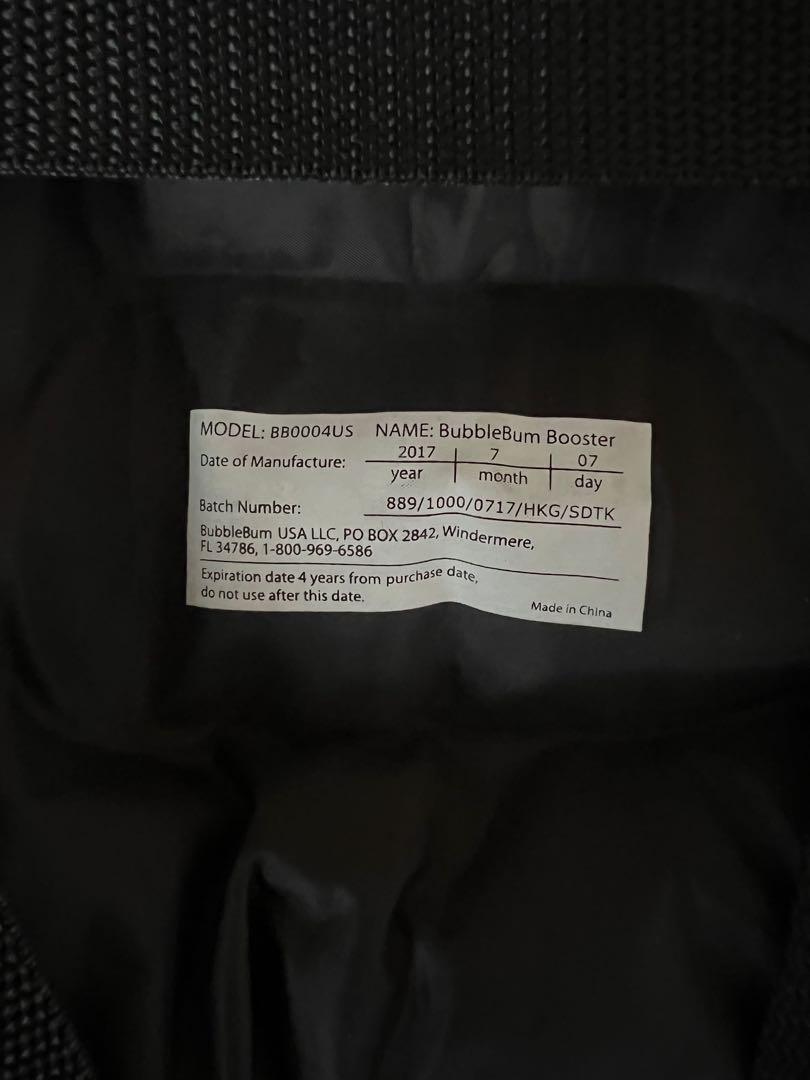 MODEL: BB0004US NAME: BubbleBum Booster
Date of Manufacture: 2017 | 7 | 07
year month day
Batch Number: 889/1000/0717/HKG/SDTK
BubbleBum USA LLC, PO BOX 2842, Windermere,
FL 34786, 1-800-969-6586
Expiration date 4 years from purchase date,
do not use after this date.
Made in China